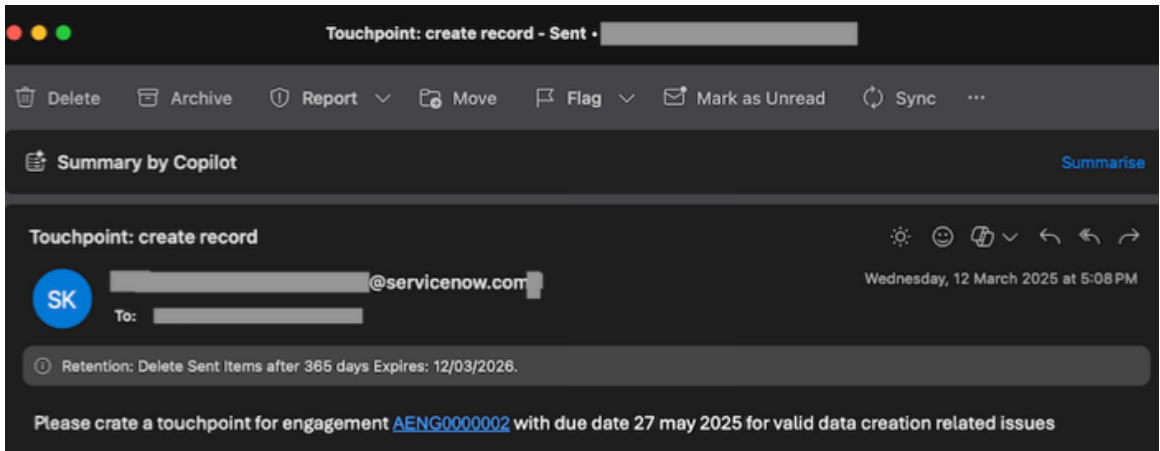 Touchpoint: create record - Sent •
Delete Archive Report Move Flag Mark as Unread Sync ...
Summary by Copilot Summarise
Touchpoint: create record
SK @servicenow.com Wednesday, 12 March 2025 at 5:08 PM
To:
Retention: Delete Sent Items after 365 days Expires: 12/03/2026.
Please crate a touchpoint for engagement AENG0000002 with due date 27 may 2025 for valid data creation related issues